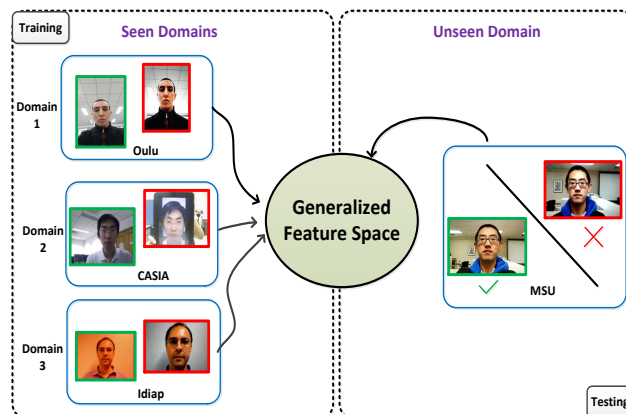 Training
Seen Domains
Unseen Domain
Domain
1
Oulu
Domain
2
CASIA
Domain
3
Idiap
Generalized
Feature Space
MSU
Testing